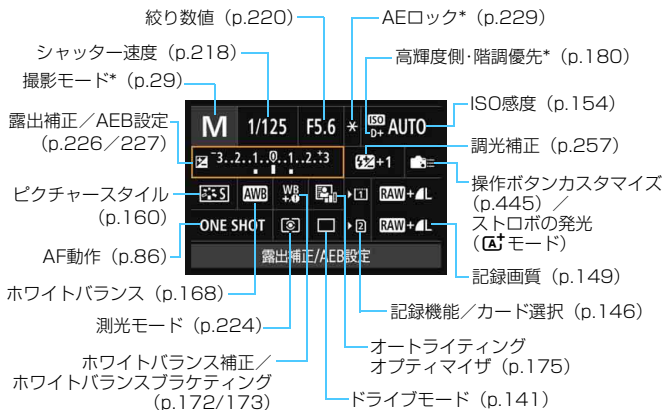 絞り数値（p.220）
AEロック*（p.229）
シャッター速度（p.218）
高輝度側・階調優先*（p.180）
撮影モード*（p.29）
ISO感度（p.154）
露出補正／AEB設定
（p.226／227）
調光補正（p.257）
操作ボタンカスタマイズ
（p.445）／
ストロボの発光
（A+モード）
ピクチャースタイル
（p.160）
AF動作（p.86）
記録画質（p.149）
ホワイトバランス（p.168）
記録機能／カード選択（p.146）
測光モード（p.224）
オートライティング
オプティマイザ（p.175）
ホワイトバランス補正／
ホワイトバランスブラケティング
（p.172/173）
ドライブモード（p.141）
M 1/125 F5.6 * ISO D+ AUTO
-3..2..1..0..1..2.+3 +1
S AWB WB +/- 1 RAW+L
ONE SHOT 2 RAW+L
露出補正/AEB設定